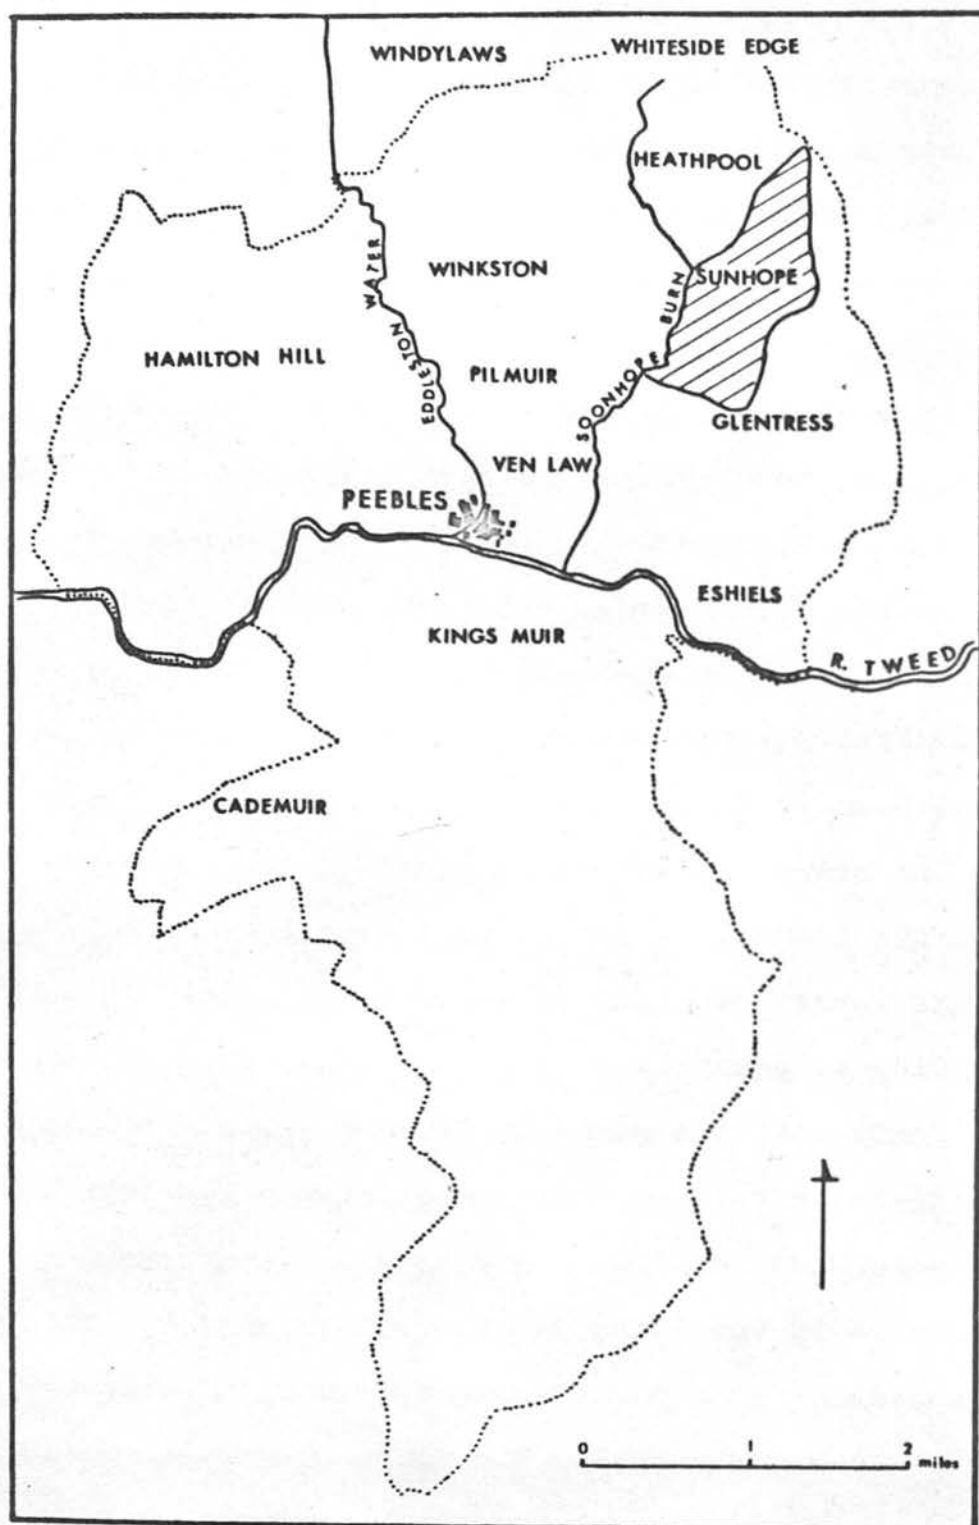 WINDYLAWS
WHITESIDE EDGE
HEATHPOOL
WATER
WINKSTON
SUNHOPE
BURN
HAMILTON HILL
EDDLESTON
PILMUIR
SOONHOPE
GLENTRESS
VEN LAW
PEEBLES
ESHIELS
KINGS MUIR
R. TWEED
CADEMUIR
0 1 2
miles